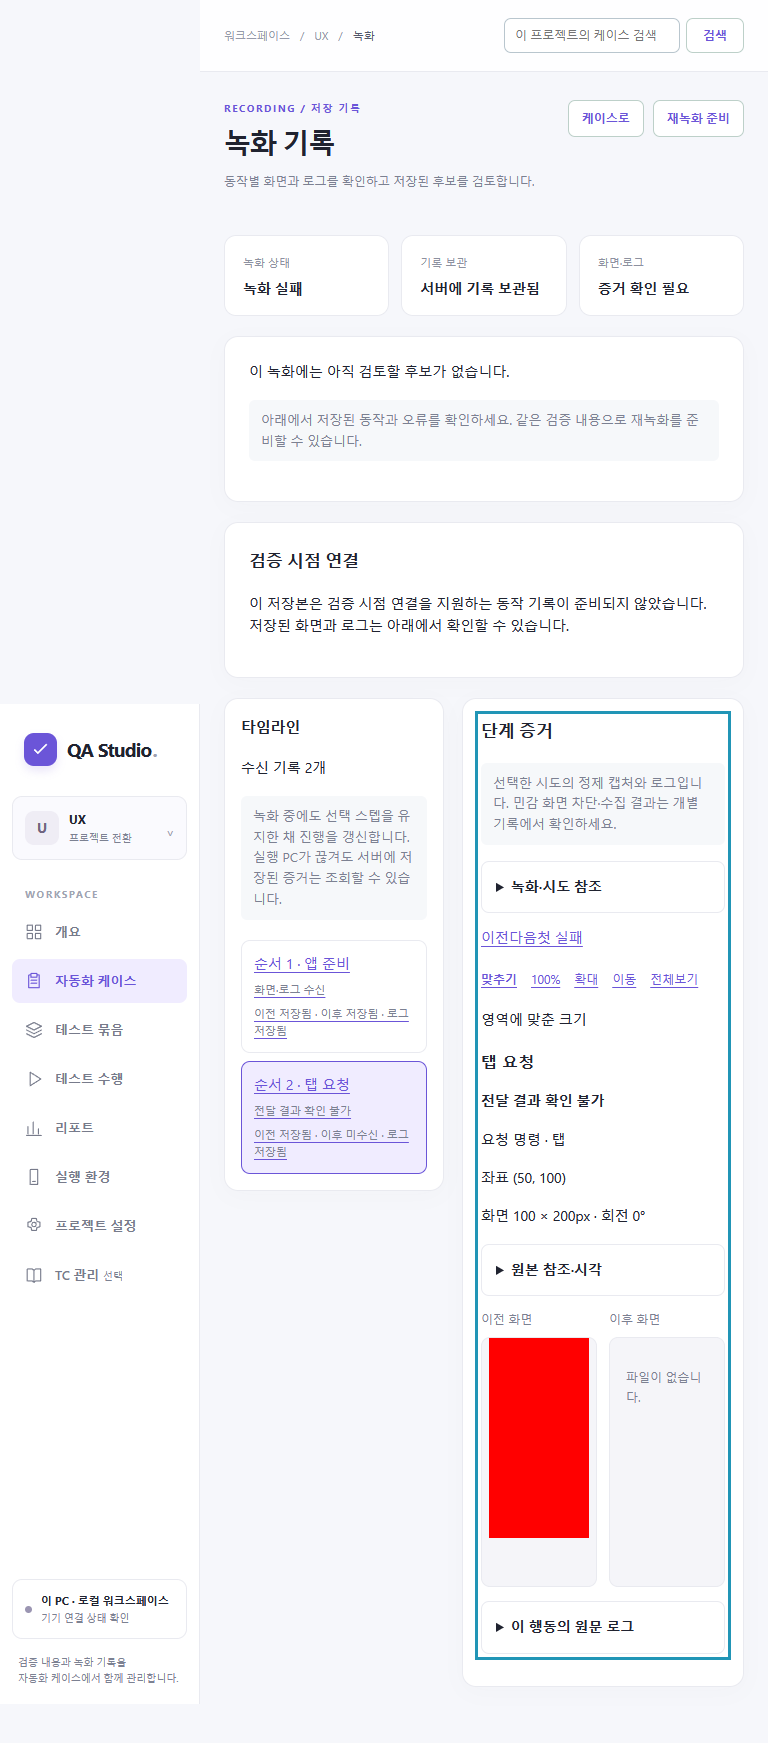 워크스페이스 / UX / 녹화
이 프로젝트의 케이스 검색
검색
RECORDING / 저장 기록
녹화 기록
동작별 화면과 로그를 확인하고 저장된 후보를 검토합니다.
케이스로
재녹화 준비
녹화 상태
녹화 실패
기록 보관
서버에 기록 보관됨
화면·로그
증거 확인 필요
이 녹화에는 아직 검토할 후보가 없습니다.
아래에서 저장된 동작과 오류를 확인하세요. 같은 검증 내용으로 재녹화를 준
비할 수 있습니다.
검증 시점 연결
이 저장본은 검증 시점 연결을 지원하는 동작 기록이 준비되지 않았습니다.
저장된 화면과 로그는 아래에서 확인할 수 있습니다.
QA Studio.
U
UX
프로젝트 전환
v
WORKSPACE
개요
자동화 케이스
테스트 묶음
테스트 수행
리포트
실행 환경
프로젝트 설정
TC 관리 선택
이 PC · 로컬 워크스페이스
기기 연결 상태 확인
검증 내용과 녹화 기록을
자동화 케이스에서 함께 관리합니다.
타임라인
수신 기록 2개
녹화 중에도 선택 스텝을 유
지한 채 진행을 갱신합니다.
실행 PC가 끊겨도 서버에 저
장된 증거는 조회할 수 있습
니다.
순서 1 · 앱 준비
화면·로그 수신
이전 저장됨 · 이후 저장됨 · 로그
저장됨
순서 2 · 탭 요청
전달 결과 확인 불가
이전 저장됨 · 이후 미수신 · 로그
저장됨
단계 증거
선택한 시도의 정제 캡처와 로그입니
다. 민감 화면 차단·수집 결과는 개별
기록에서 확인하세요.
▶ 녹화·시도 참조
이전다음첫 실패
맞추기 100% 확대 이동 전체보기
영역에 맞춘 크기
탭 요청
전달 결과 확인 불가
요청 명령 · 탭
좌표 (50, 100)
화면 100 × 200px · 회전 0°
▶ 원본 참조·시각
이전 화면
이후 화면
파일이 없습니
다.
▶ 이 행동의 원문 로그